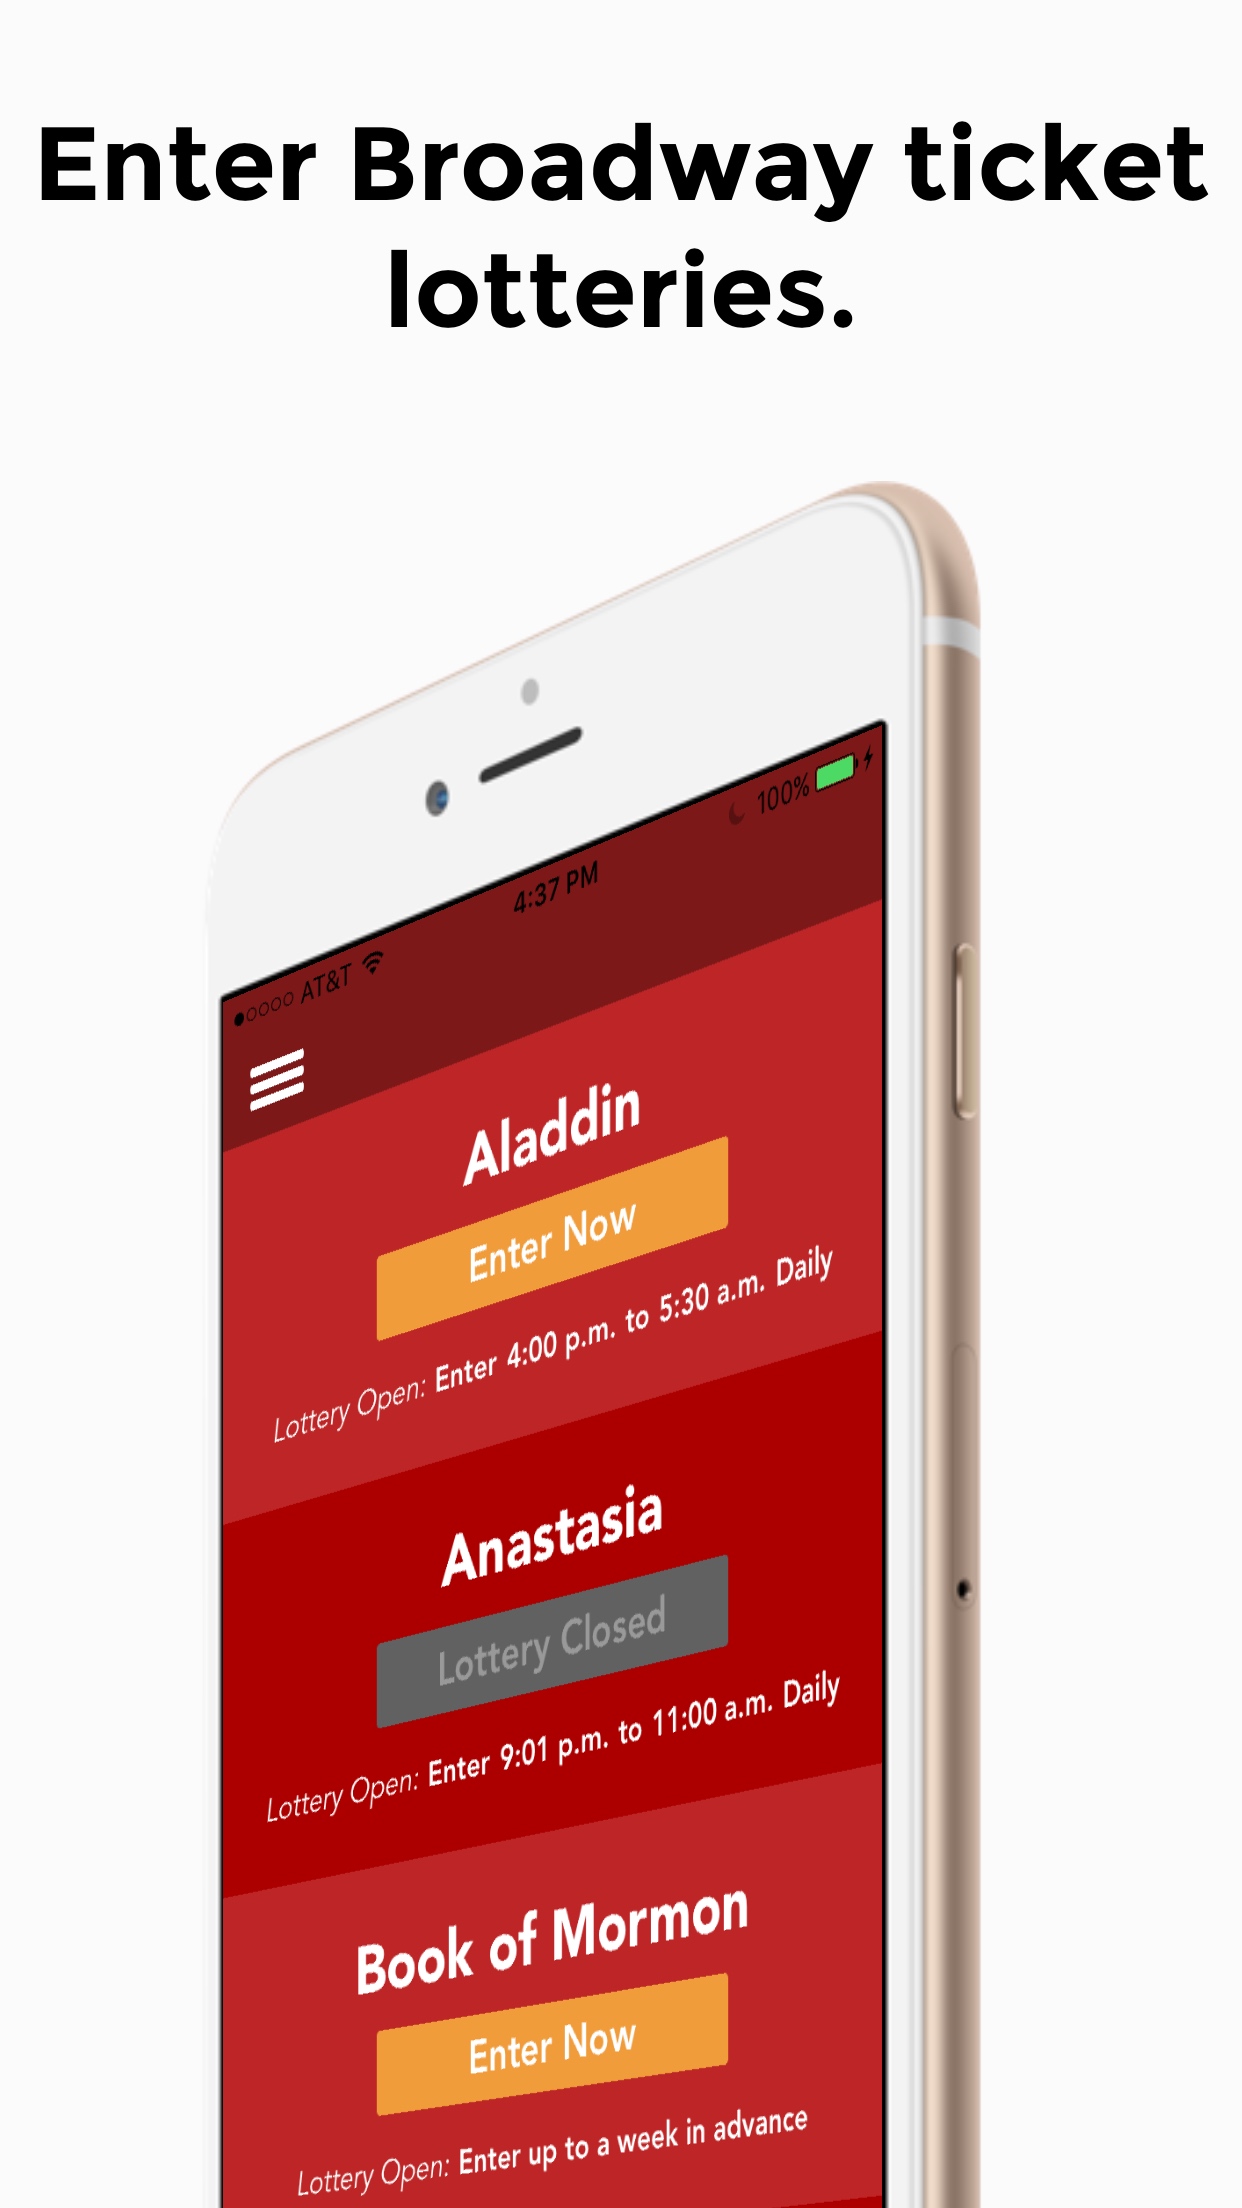 Enter Broadway ticket
lotteries.
100%
4:37 PM
AT&T
Aladdin
Enter Now
Lottery Open: Enter 4:00 p.m. to 5:30 a.m. Daily
Anastasia
Lottery Closed
Lottery Open: Enter 9:01 p.m. to 11:00 a.m. Daily
Book of Mormon
Enter Now
Lottery Open: Enter up to a week in advance